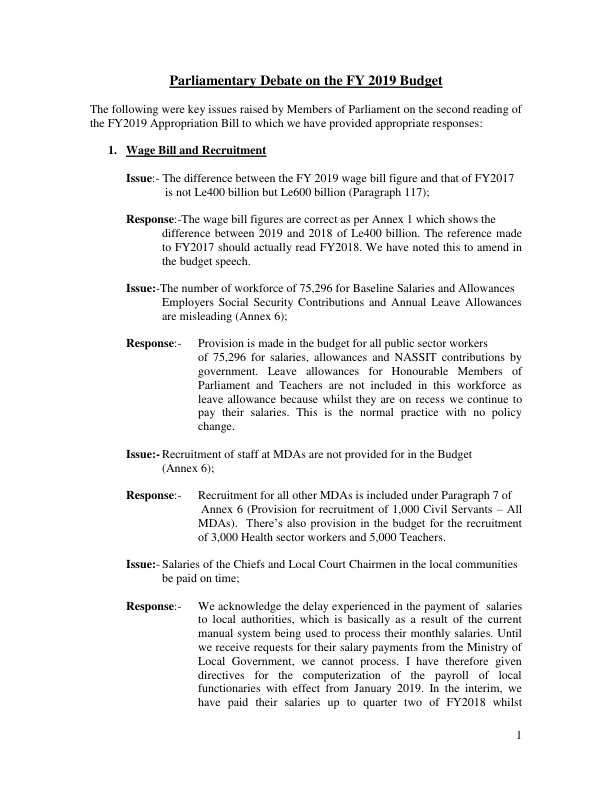 Parliamentary Debate on the FY 2019 Budget
The following were key issues raised by Members of Parliament on the second reading of
the FY2019 Appropriation Bill to which we have provided appropriate responses:
1. Wage Bill and Recruitment
Issue:- The difference between the FY 2019 wage bill figure and that of FY2017
is not Le400 billion but Le600 billion (Paragraph 117);
Response:-The wage bill figures are correct as per Annex 1 which shows the
difference between 2019 and 2018 of Le400 billion. The reference made
to FY2017 should actually read FY2018. We have noted this to amend in
the budget speech.
Issue:-The number of workforce of 75,296 for Baseline Salaries and Allowances
Employers Social Security Contributions and Annual Leave Allowances
are misleading (Annex 6);
Response:- Provision is made in the budget for all public sector workers
of 75,296 for salaries, allowances and NASSIT contributions by
government. Leave allowances for Honourable Members of
Parliament and Teachers are not included in this workforce as
leave allowance because whilst they are on recess we continue to
pay their salaries. This is the normal practice with no policy
change.
Issue:- Recruitment of staff at MDAs are not provided for in the Budget
(Annex 6);
Response:- Recruitment for all other MDAs is included under Paragraph 7 of
Annex 6 (Provision for recruitment of 1,000 Civil Servants – All
MDAs). There's also provision in the budget for the recruitment
of 3,000 Health sector workers and 5,000 Teachers.
Issue:- Salaries of the Chiefs and Local Court Chairmen in the local communities
be paid on time;
Response:- We acknowledge the delay experienced in the payment of salaries
to local authorities, which is basically as a result of the current
manual system being used to process their monthly salaries. Until
we receive requests for their salary payments from the Ministry of
Local Government, we cannot process. I have therefore given
directives for the computerization of the payroll of local
functionaries with effect from January 2019. In the interim, we
have paid their salaries up to quarter two of FY2018 whilst
1